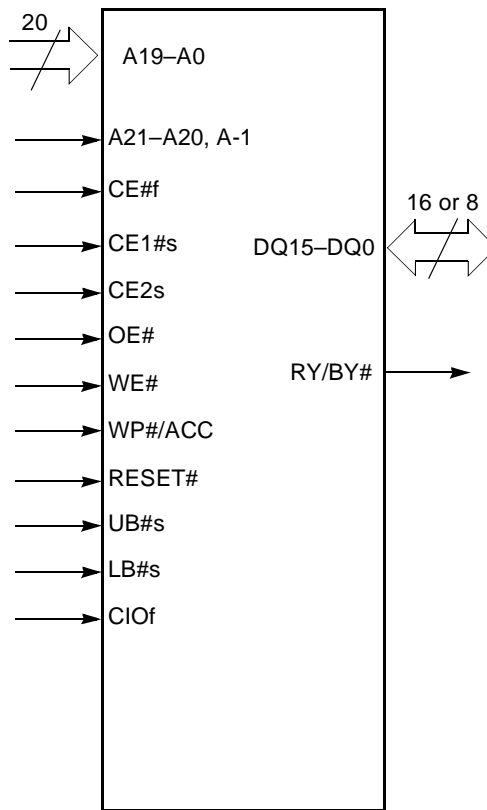 20
A19–A0
A21–A20, A-1
CE#f
16 or 8
CE1#s
DQ15–DQ0
CE2s
OE#
RY/BY#
WE#
WP#/ACC
RESET#
UB#s
LB#s
CIOf